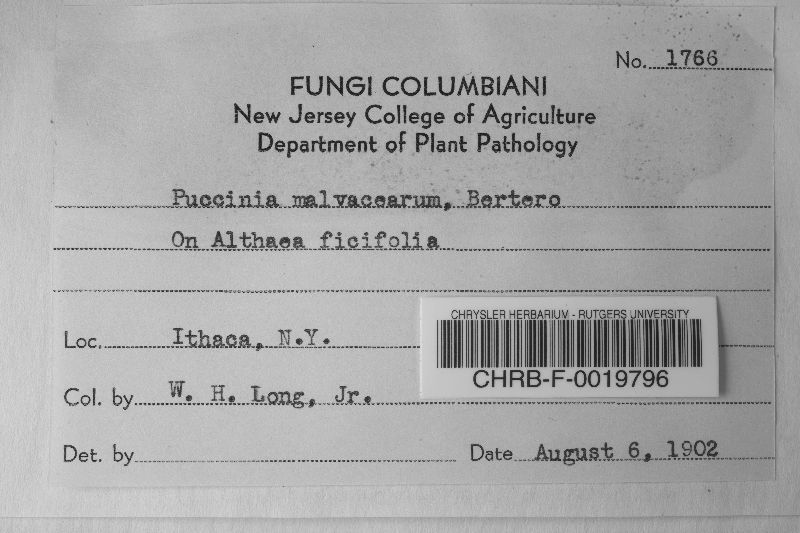 No. 1766
FUNGI COLUMBIANI
New Jersey College of Agriculture
Department of Plant Pathology
Puccinia malvacearum, Bertero
On Althaea ficifolia
Loc. Ithaca, N.Y.
CHRYSLER HERBARIUM - RUTGERS UNIVERSITY
CHRB-F-0019796
Col. by W. H. Long, Jr.
Det. by
Date August 6, 1902